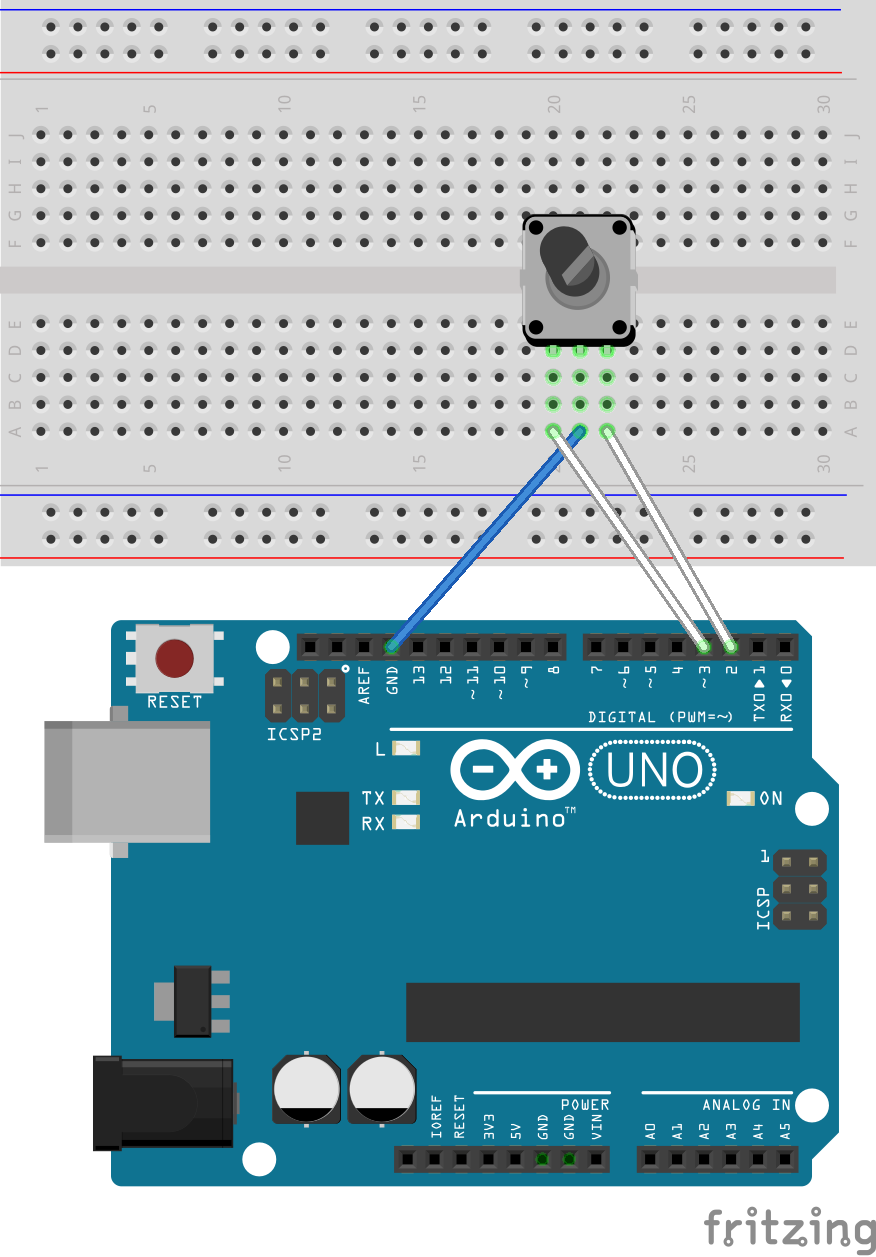 1 5 10 15 20 25 30
J J
I I
H H
G G
F F
E E
D D
C C
B B
A A
1 5 10 15 20 25 30
RESET
ICSP2
AREF
GND
13
12
~11
~10
~9
8
7
~6
~5
4
~3
2
TX0▶1
RX0◀0
DIGITAL (PWM=~)
L
TX
RX
UNO
Arduino™
ON
1
ICSP
POWER
ANALOG IN
IOREF
RESET
3V3
5V
GND
GND
VIN
A0
A1
A2
A3
A4
A5
fritzing